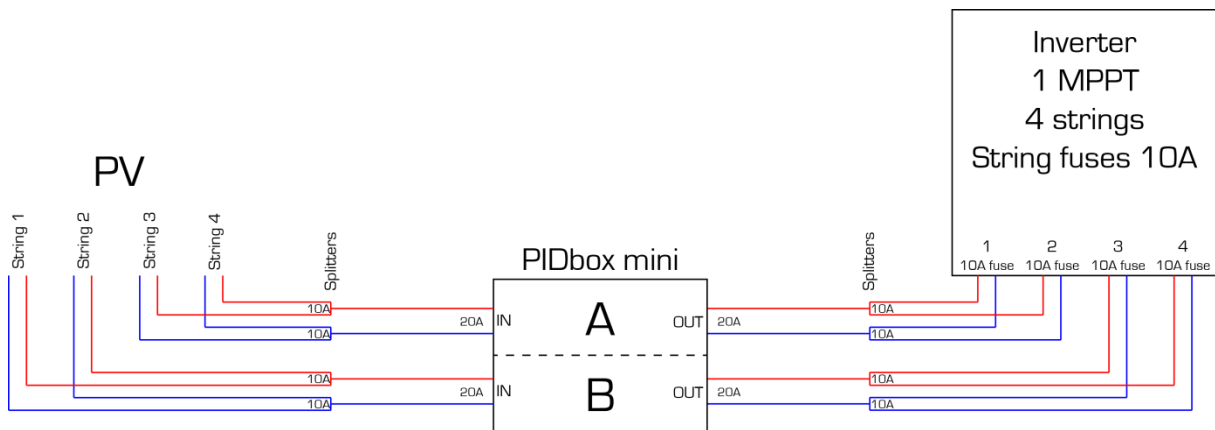 Inverter
1 MPPT
4 strings
String fuses 10A
1
2
3
4
10A fuse
10A fuse
10A fuse
10A fuse
PV
String 1
String 2
String 3
String 4
Splitters
PIDbox mini
Splitters
10A
10A
20A
IN
A
OUT
20A
10A
10A
10A
10A
20A
IN
B
OUT
20A
10A
10A